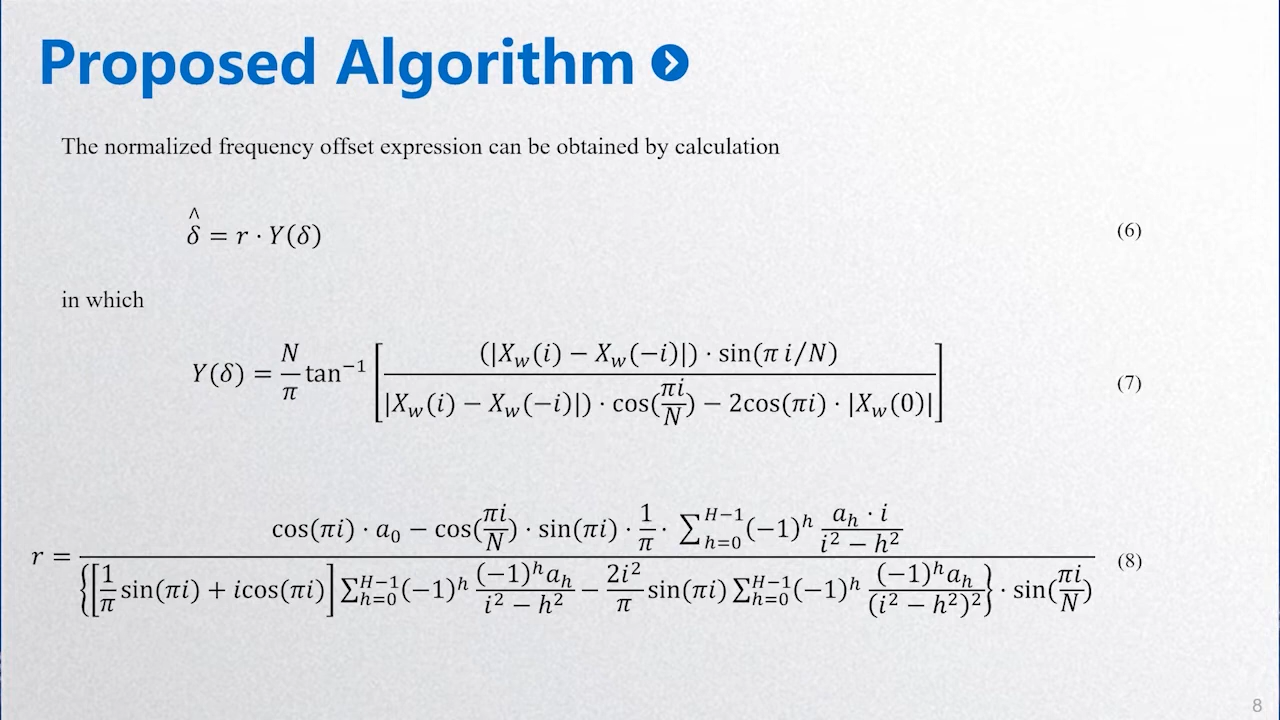 Proposed Algorithm
The normalized frequency offset expression can be obtained by calculation
δ̂ = r · Y(δ) (6)
in which
Y(δ) = N/π tan⁻¹ [ (|X_w(i) − X_w(−i)|) · sin(π i/N) / |X_w(i) − X_w(−i)|) · cos(πi/N) − 2cos(πi) · |X_w(0)| ] (7)
r = cos(πi) · a₀ − cos(πi/N) · sin(πi) · 1/π · ∑_{h=0}^{H−1} (−1)^h a_h · i / i² − h² / {[1/π sin(πi) + icos(πi)] ∑_{h=0}^{H−1} (−1)^h (−1)^h a_h / i² − h² − 2i²/π sin(πi) ∑_{h=0}^{H−1} (−1)^h (−1)^h a_h / (i² − h²)²} · sin(πi/N) (8)
8